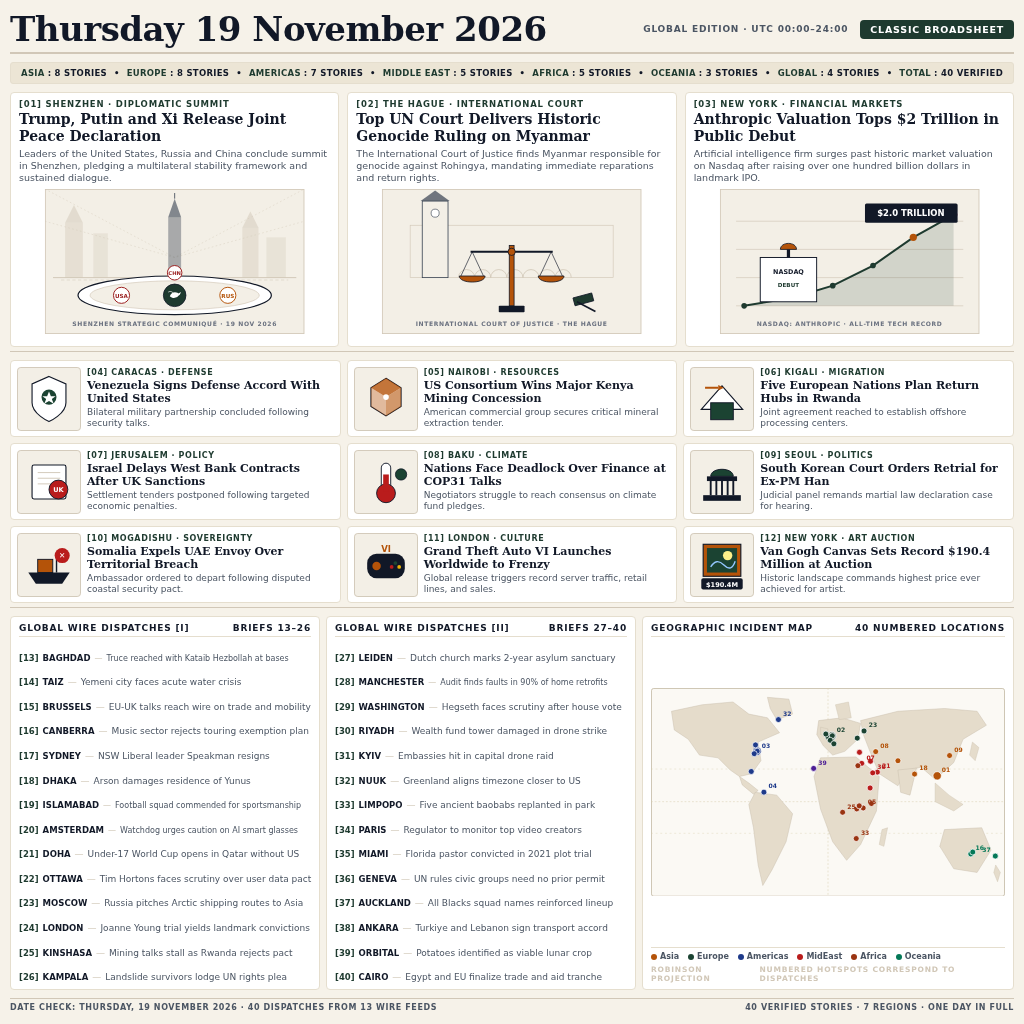 Thursday 19 November 2026
GLOBAL EDITION · UTC 00:00–24:00
CLASSIC BROADSHEET
ASIA : 8 STORIES • EUROPE : 8 STORIES • AMERICAS : 7 STORIES • MIDDLE EAST : 5 STORIES • AFRICA : 5 STORIES • OCEANIA : 3 STORIES • GLOBAL : 4 STORIES • TOTAL : 40 VERIFIED
[01] SHENZHEN · DIPLOMATIC SUMMIT
Trump, Putin and Xi Release Joint
Peace Declaration
Leaders of the United States, Russia and China conclude summit
in Shenzhen, pledging a multilateral stability framework and
sustained dialogue.
CHN
USA
RUS
SHENZHEN STRATEGIC COMMUNIQUÉ · 19 NOV 2026
[02] THE HAGUE · INTERNATIONAL COURT
Top UN Court Delivers Historic
Genocide Ruling on Myanmar
The International Court of Justice finds Myanmar responsible for
genocide against Rohingya, mandating immediate reparations
and return rights.
INTERNATIONAL COURT OF JUSTICE · THE HAGUE
[03] NEW YORK · FINANCIAL MARKETS
Anthropic Valuation Tops $2 Trillion in
Public Debut
Artificial intelligence firm surges past historic market valuation
on Nasdaq after raising over one hundred billion dollars in
landmark IPO.
$2.0 TRILLION
NASDAQ
DEBUT
NASDAQ: ANTHROPIC · ALL-TIME TECH RECORD
[04] CARACAS · DEFENSE
Venezuela Signs Defense Accord With
United States
Bilateral military partnership concluded following
security talks.
[05] NAIROBI · RESOURCES
US Consortium Wins Major Kenya
Mining Concession
American commercial group secures critical mineral
extraction tender.
[06] KIGALI · MIGRATION
Five European Nations Plan Return
Hubs in Rwanda
Joint agreement reached to establish offshore
processing centers.
UK
[07] JERUSALEM · POLICY
Israel Delays West Bank Contracts
After UK Sanctions
Settlement tenders postponed following targeted
economic penalties.
[08] BAKU · CLIMATE
Nations Face Deadlock Over Finance at
COP31 Talks
Negotiators struggle to reach consensus on climate
fund pledges.
[09] SEOUL · POLITICS
South Korean Court Orders Retrial for
Ex-PM Han
Judicial panel remands martial law declaration case
for hearing.
[10] MOGADISHU · SOVEREIGNTY
Somalia Expels UAE Envoy Over
Territorial Breach
Ambassador ordered to depart following disputed
coastal security pact.
VI
[11] LONDON · CULTURE
Grand Theft Auto VI Launches
Worldwide to Frenzy
Global release triggers record server traffic, retail
lines, and sales.
$190.4M
[12] NEW YORK · ART AUCTION
Van Gogh Canvas Sets Record $190.4
Million at Auction
Historic landscape commands highest price ever
achieved for artist.
GLOBAL WIRE DISPATCHES [I] BRIEFS 13–26
[13] BAGHDAD — Truce reached with Kataib Hezbollah at bases
[14] TAIZ — Yemeni city faces acute water crisis
[15] BRUSSELS — EU-UK talks reach wire on trade and mobility
[16] CANBERRA — Music sector rejects touring exemption plan
[17] SYDNEY — NSW Liberal leader Speakman resigns
[18] DHAKA — Arson damages residence of Yunus
[19] ISLAMABAD — Football squad commended for sportsmanship
[20] AMSTERDAM — Watchdog urges caution on AI smart glasses
[21] DOHA — Under-17 World Cup opens in Qatar without US
[22] OTTAWA — Tim Hortons faces scrutiny over user data pact
[23] MOSCOW — Russia pitches Arctic shipping routes to Asia
[24] LONDON — Joanne Young trial yields landmark convictions
[25] KINSHASA — Mining talks stall as Rwanda rejects pact
[26] KAMPALA — Landslide survivors lodge UN rights plea
GLOBAL WIRE DISPATCHES [II] BRIEFS 27–40
[27] LEIDEN — Dutch church marks 2-year asylum sanctuary
[28] MANCHESTER — Audit finds faults in 90% of home retrofits
[29] WASHINGTON — Hegseth faces scrutiny after house vote
[30] RIYADH — Wealth fund tower damaged in drone strike
[31] KYIV — Embassies hit in capital drone raid
[32] NUUK — Greenland aligns timezone closer to US
[33] LIMPOPO — Five ancient baobabs replanted in park
[34] PARIS — Regulator to monitor top video creators
[35] MIAMI — Florida pastor convicted in 2021 plot trial
[36] GENEVA — UN rules civic groups need no prior permit
[37] AUCKLAND — All Blacks squad names reinforced lineup
[38] ANKARA — Turkiye and Lebanon sign transport accord
[39] ORBITAL — Potatoes identified as viable lunar crop
[40] CAIRO — Egypt and EU finalize trade and aid tranche
GEOGRAPHIC INCIDENT MAP 40 NUMBERED LOCATIONS
32
02
23
03
08
09
07
39
18
01
04
33
37
Asia Europe Americas MidEast Africa Oceania
ROBINSON
PROJECTION
NUMBERED HOTSPOTS CORRESPOND TO
DISPATCHES
DATE CHECK: THURSDAY, 19 NOVEMBER 2026 · 40 DISPATCHES FROM 13 WIRE FEEDS
40 VERIFIED STORIES · 7 REGIONS · ONE DAY IN FULL